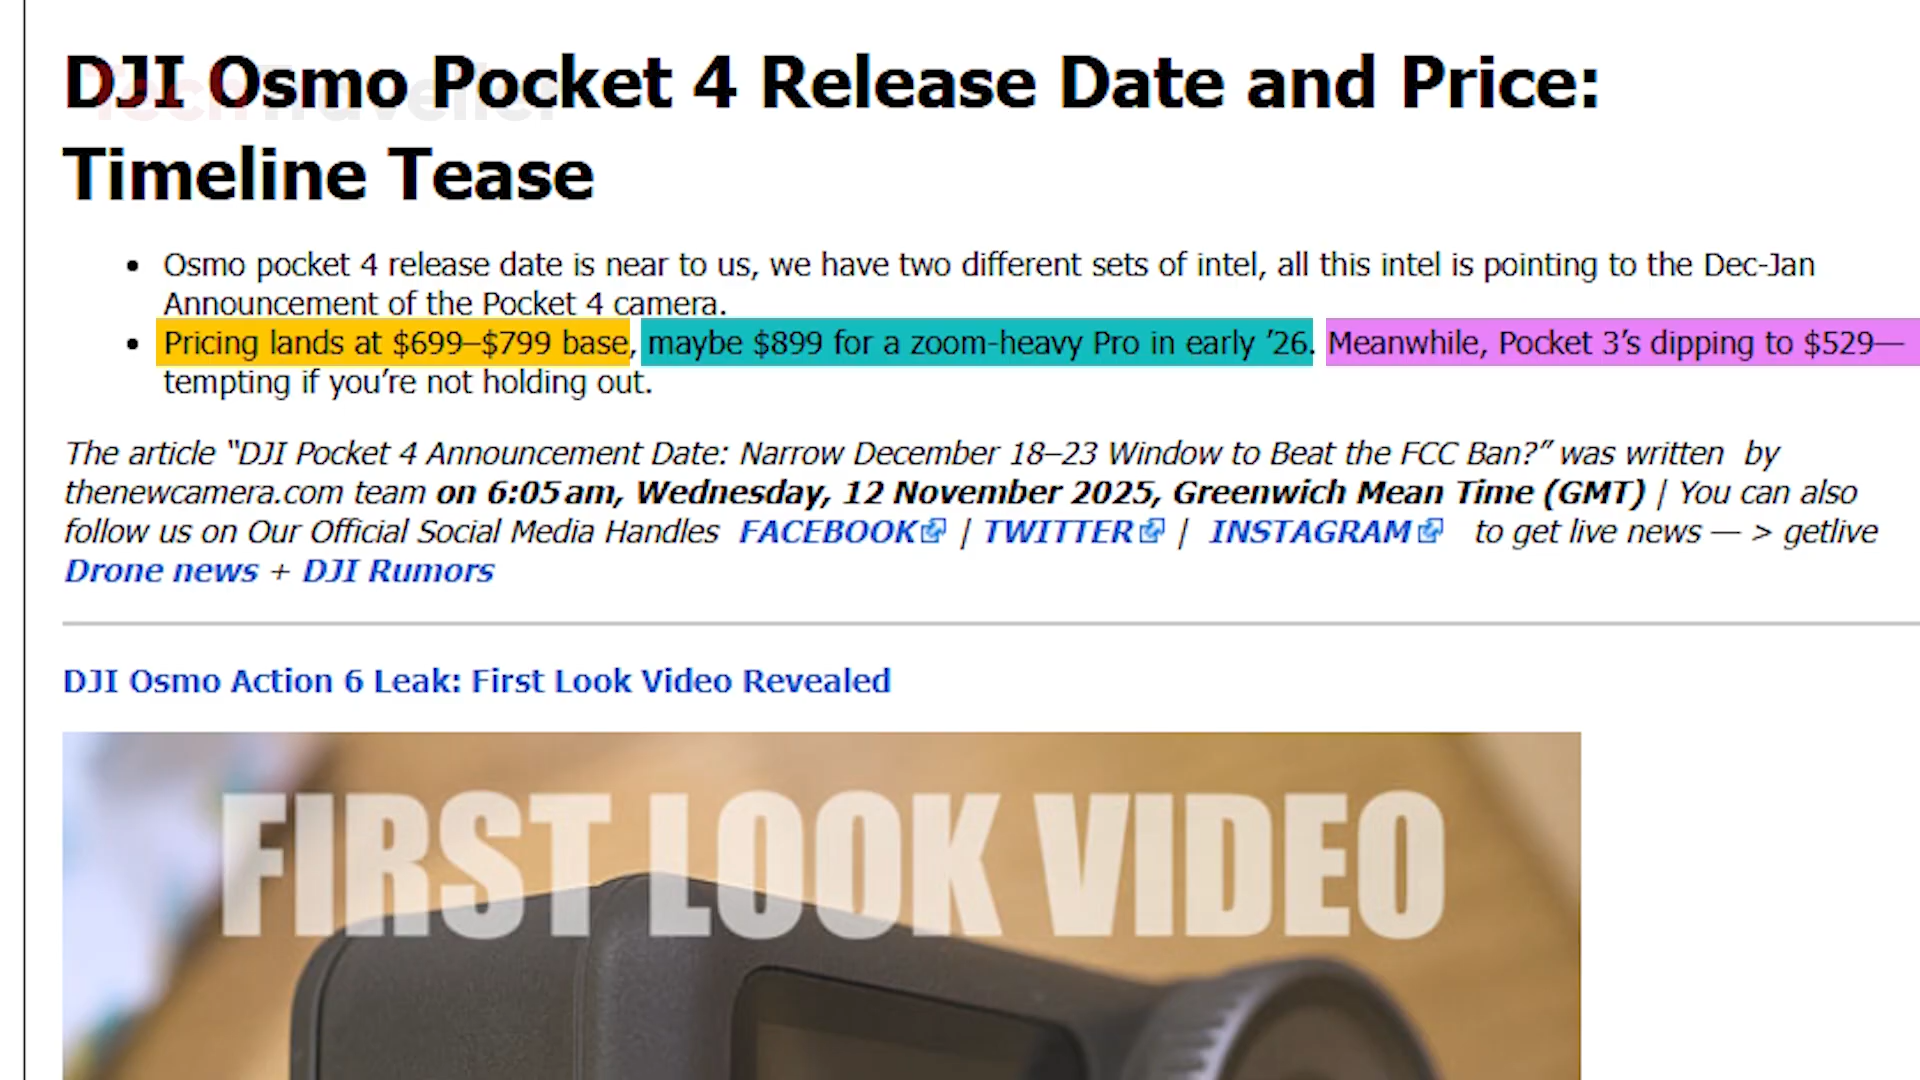 DJI Osmo Pocket 4 Release Date and Price:
Tech Traveller
Timeline Tease
• Osmo pocket 4 release date is near to us, we have two different sets of intel, all this intel is pointing to the Dec-Jan
Announcement of the Pocket 4 camera.
• Pricing lands at $699–$799 base, maybe $899 for a zoom-heavy Pro in early ’26. Meanwhile, Pocket 3’s dipping to $529—
tempting if you’re not holding out.
The article “DJI Pocket 4 Announcement Date: Narrow December 18–23 Window to Beat the FCC Ban?” was written by
thenewcamera.com team on 6:05 am, Wednesday, 12 November 2025, Greenwich Mean Time (GMT) | You can also
follow us on Our Official Social Media Handles FACEBOOK | TWITTER | INSTAGRAM to get live news — > getlive
Drone news + DJI Rumors
DJI Osmo Action 6 Leak: First Look Video Revealed
FIRST LOOK VIDEO